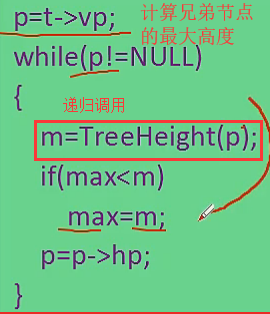 p=t->vp;
计算兄弟节点
的最大高度
while(p!=NULL)
{
递归调用
m=TreeHeight(p);
if(max<m)
max=m;
p=p->hp;
}